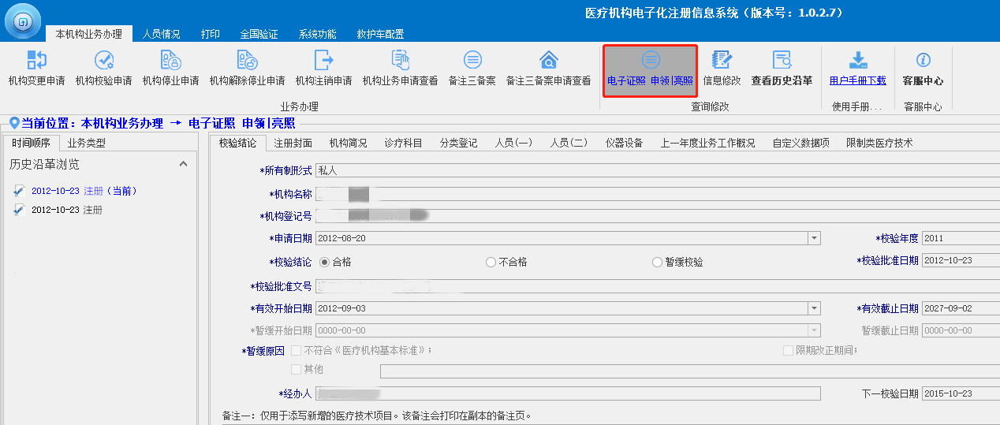 医疗机构电子化注册信息系统（版本号：1.0.2.7）
本机构业务办理 人员情况 打印 全国验证 系统功能 救护车配置
机构变更申请 机构校验申请 机构停业申请 机构解除停业申请 机构注销申请 机构业务申请查看 备注三备案 备注三备案申请查看 电子证照 申领|亮照 信息修改 查看历史沿革 用户手册下载 客服中心
业务办理 查询修改 使用手册... 客服中心
当前位置：本机构业务办理 → 电子证照 申领|亮照
时间顺序 业务类型 校验结论 注册封面 机构简况 诊疗科目 分类登记 人员(一) 人员(二) 仪器设备 上一年度业务工作概况 自定义数据项 限制类医疗技术
历史沿革浏览
2012-10-23 注册（当前）
2012-10-23 注册
*所有制形式 私人
*机构名称
*机构登记号
*申请日期 2012-08-20 *校验年度 2011
*校验结论 合格 不合格 暂缓校验 *校验批准日期 2012-10-23
*校验批准文号
*有效开始日期 2012-09-03 *有效截止日期 2027-09-02
*暂缓开始日期 0000-00-00 暂缓截止日期 0000-00-00
*暂缓原因 不符合《医疗机构基本标准》; 限期改正期间;
其他
*经办人 下一校验日期 2015-10-23
备注一: 仅用于添写新增的医疗技术项目。该备注会打印在副本的备注页。